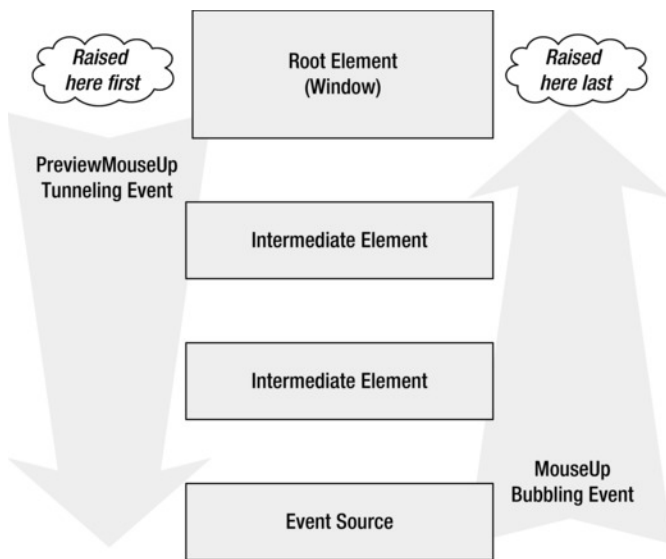 Raised
here first
Root Element
(Window)
Raised
here last
PreviewMouseUp
Tunneling Event
Intermediate Element
Intermediate Element
MouseUp
Bubbling Event
Event Source